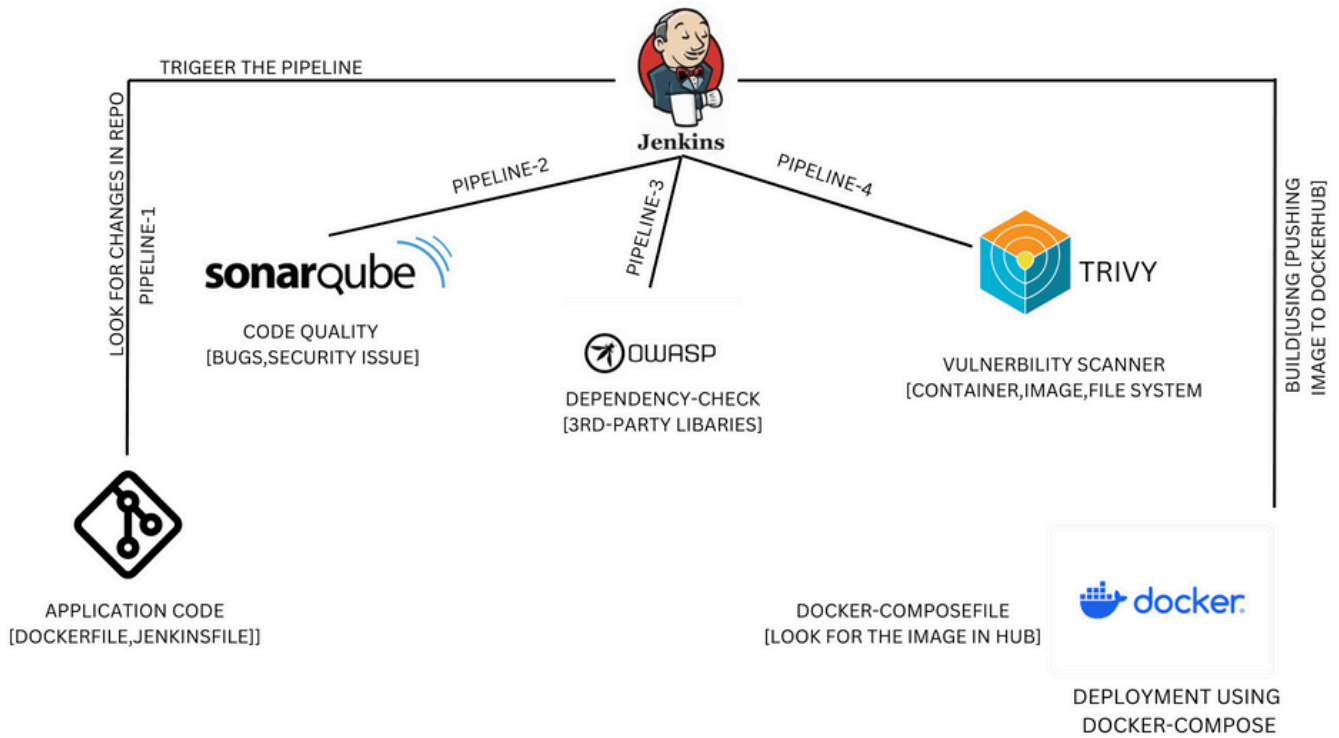 TRIGEER THE PIPELINE
Jenkins
LOOK FOR CHANGES IN REPO
PIPELINE-1
PIPELINE-2
PIPELINE-3
PIPELINE-4
sonarqube
CODE QUALITY
[BUGS,SECURITY ISSUE]
OWASP
DEPENDENCY-CHECK
[3RD-PARTY LIBARIES]
TRIVY
VULNERBILITY SCANNER
[CONTAINER,IMAGE,FILE SYSTEM
BUILD[USING [PUSHING
IMAGE TO DOCKERHUB]
APPLICATION CODE
[DOCKERFILE,JENKINSFILE]]
DOCKER-COMPOSEFILE
[LOOK FOR THE IMAGE IN HUB]
docker
DEPLOYMENT USING
DOCKER-COMPOSE